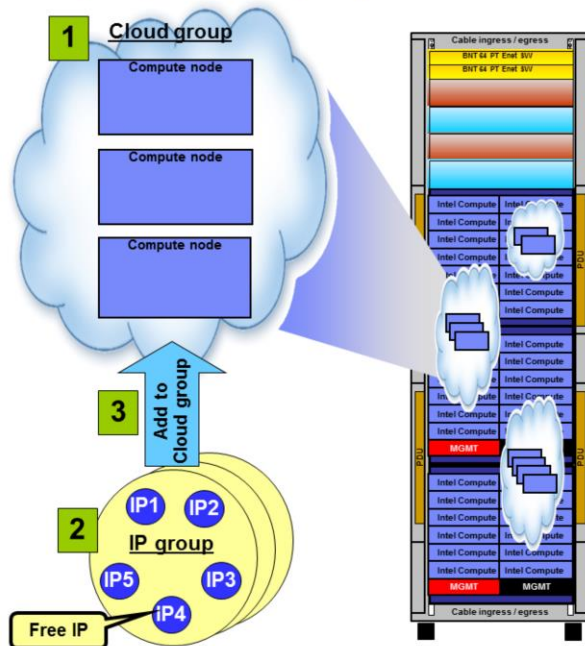 1
Cloud group
Compute node
Compute node
Compute node
3
Add to
Cloud group
2
IP1
IP2
IP group
IP5
IP3
iP4
Free IP
Cable ingress / egress
BNT 64 PT Enet SW
BNT 64 PT Enet SW
Intel Compute Intel Compute
Intel Compute
Intel Compute
Intel Compute
Intel Compute
Intel Compute
Intel Compute
Intel Compute
Intel Compute
Intel Compute
Intel Compute
Intel Compute
Intel Compute
MGMT
Intel Compute
Intel Compute
Intel Compute
Intel Compute
Intel Compute Intel Compute
Intel Compute Intel Compute
MGMT MGMT
Cable ingress / egress
PDU
PDU
PDU
PDU